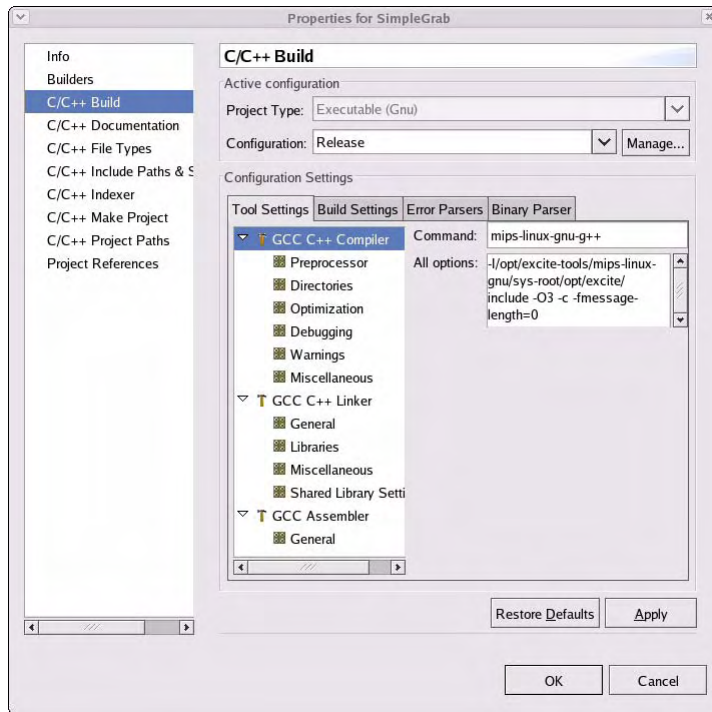 Properties for SimpleGrab
Info
Builders
C/C++ Build
C/C++ Documentation
C/C++ File Types
C/C++ Include Paths & S
C/C++ Indexer
C/C++ Make Project
C/C++ Project Paths
Project References
C/C++ Build
Active configuration
Project Type: Executable (Gnu)
Configuration: Release Manage...
Configuration Settings
Tool Settings Build Settings Error Parsers Binary Parser
GCC C++ Compiler
Preprocessor
Directories
Optimization
Debugging
Warnings
Miscellaneous
GCC C++ Linker
General
Libraries
Miscellaneous
Shared Library Setti
GCC Assembler
General
Command: mips-linux-gnu-g++
All options: -I/opt/excite-tools/mips-linux-
gnu/sys-root/opt/excite/
include -O3 -c -fmessage-
length=0
Restore Defaults Apply
OK Cancel